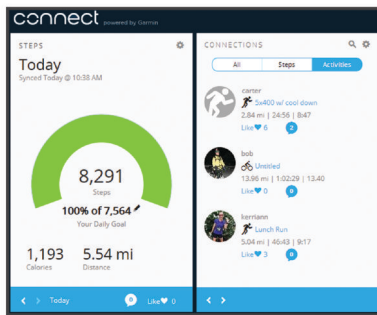 connect powered by Garmin
STEPS
Today
Synced Today @ 10:38 AM
8,291
Steps
100% of 7,564
Your Daily Goal
1,193
Calories
5.54 mi
Distance
Today
0
Like 0
CONNECTIONS
All
Steps
Activities
carter
5x400 w/ cool down
2.84 mi | 24:56 | 8:47
Like 6
2
bob
Untitled
13.96 mi | 1:02:29 | 13.40
Like 0
0
kerriann
Lunch Run
5.04 mi | 46:43 | 9:17
Like 3
0